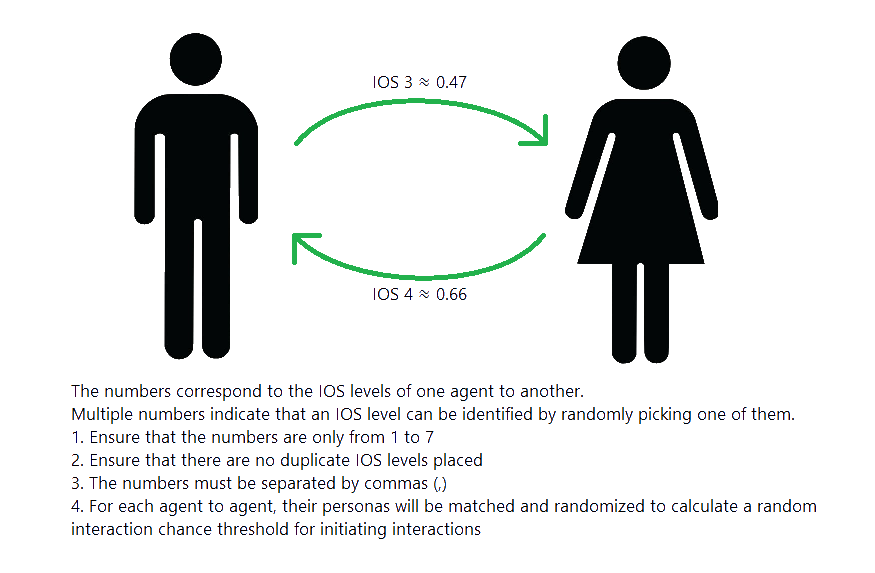 IOS 3 ≈ 0.47
IOS 4 ≈ 0.66
The numbers correspond to the IOS levels of one agent to another.
Multiple numbers indicate that an IOS level can be identified by randomly picking one of them.
1. Ensure that the numbers are only from 1 to 7
2. Ensure that there are no duplicate IOS levels placed
3. The numbers must be separated by commas (,)
4. For each agent to agent, their personas will be matched and randomized to calculate a random
interaction chance threshold for initiating interactions